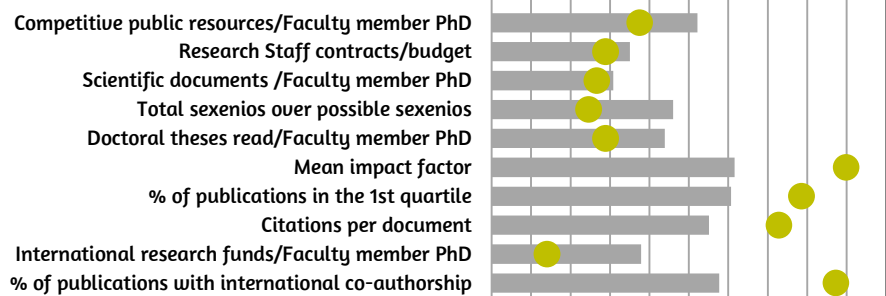 Competitive public resources/Faculty member PhD
Research Staff contracts/budget
Scientific documents /Faculty member PhD
Total sexenios over possible sexenios
Doctoral theses read/Faculty member PhD
Mean impact factor
% of publications in the 1st quartile
Citations per document
International research funds/Faculty member PhD
% of publications with international co-authorship